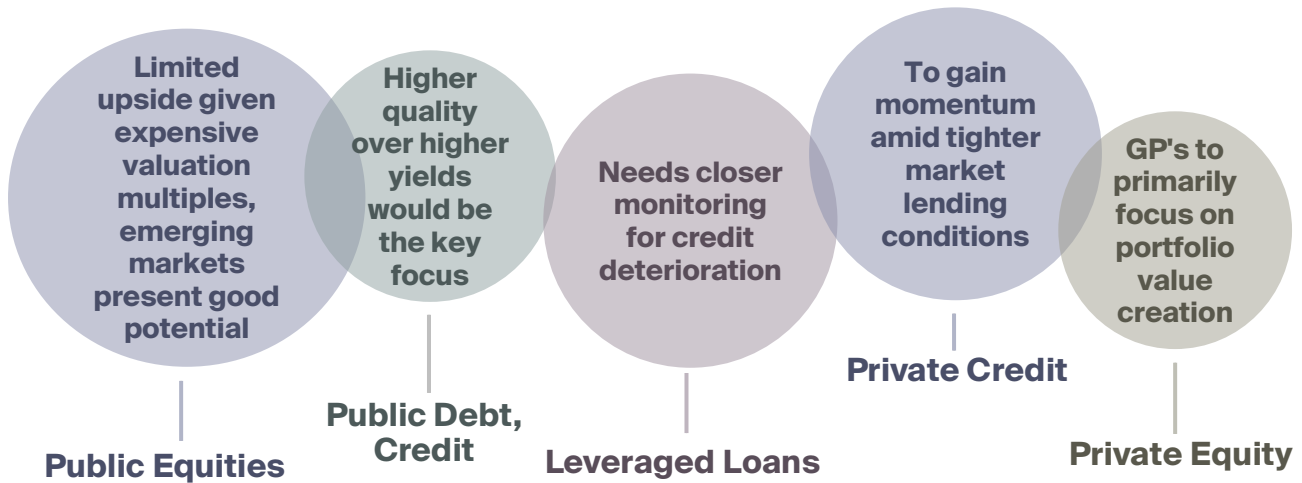 Limited
upside given
expensive
valuation
multiples,
emerging
markets
present good
potential
Public Equities
Higher
quality
over higher
yields
would be
the key
focus
Public Debt,
Credit
Needs closer
monitoring
for credit
deterioration
Leveraged Loans
To gain
momentum
amid tighter
market
lending
conditions
Private Credit
GP's to
primarily
focus on
portfolio
value
creation
Private Equity